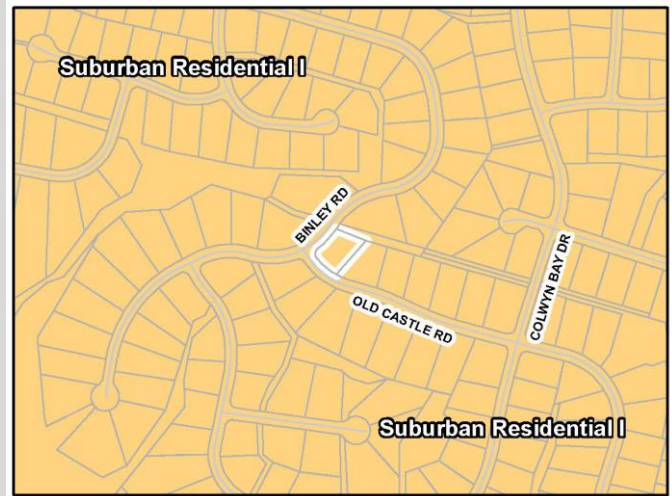 Suburban Residential I
BINLEY RD
COLWYN BAY DR
OLD CASTLE RD
Suburban Residential I